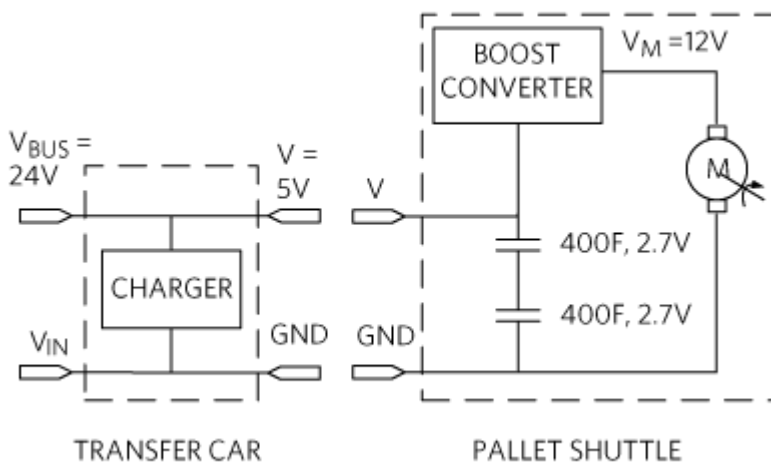 BOOST
CONVERTER
V_M =12V
V_BUS =
24V
V =
5V
V
M
400F, 2.7V
CHARGER
400F, 2.7V
V_IN
GND
GND
TRANSFER CAR
PALLET SHUTTLE